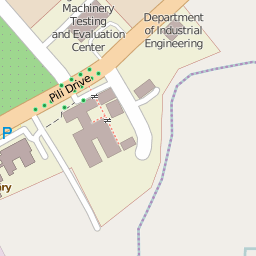 Machinery
Testing
and Evaluation
Center
Department
of Industrial
Engineering
Pili Drive
P